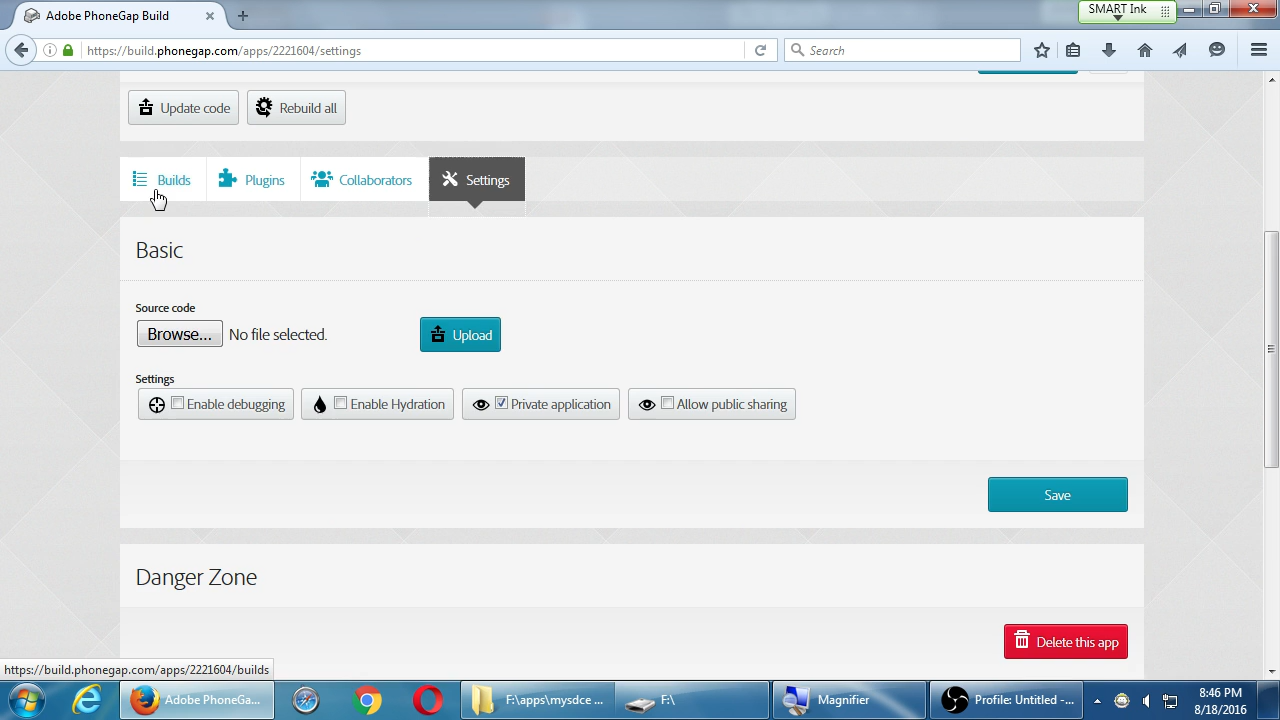 Adobe PhoneGap Build
SMART Ink
https://build.phonegap.com/apps/2221604/settings
Search
Update code
Rebuild all
Builds
Plugins
Collaborators
Settings
Basic
Source code
Browse... No file selected.
Upload
Settings
Enable debugging
Enable Hydration
Private application
Allow public sharing
Save
Danger Zone
Delete this app
https://build.phonegap.com/apps/2221604/builds
Adobe PhoneGa...
F:\apps\mysdce ...
F:\
Magnifier
Profile: Untitled -...
8:46 PM
8/18/2016